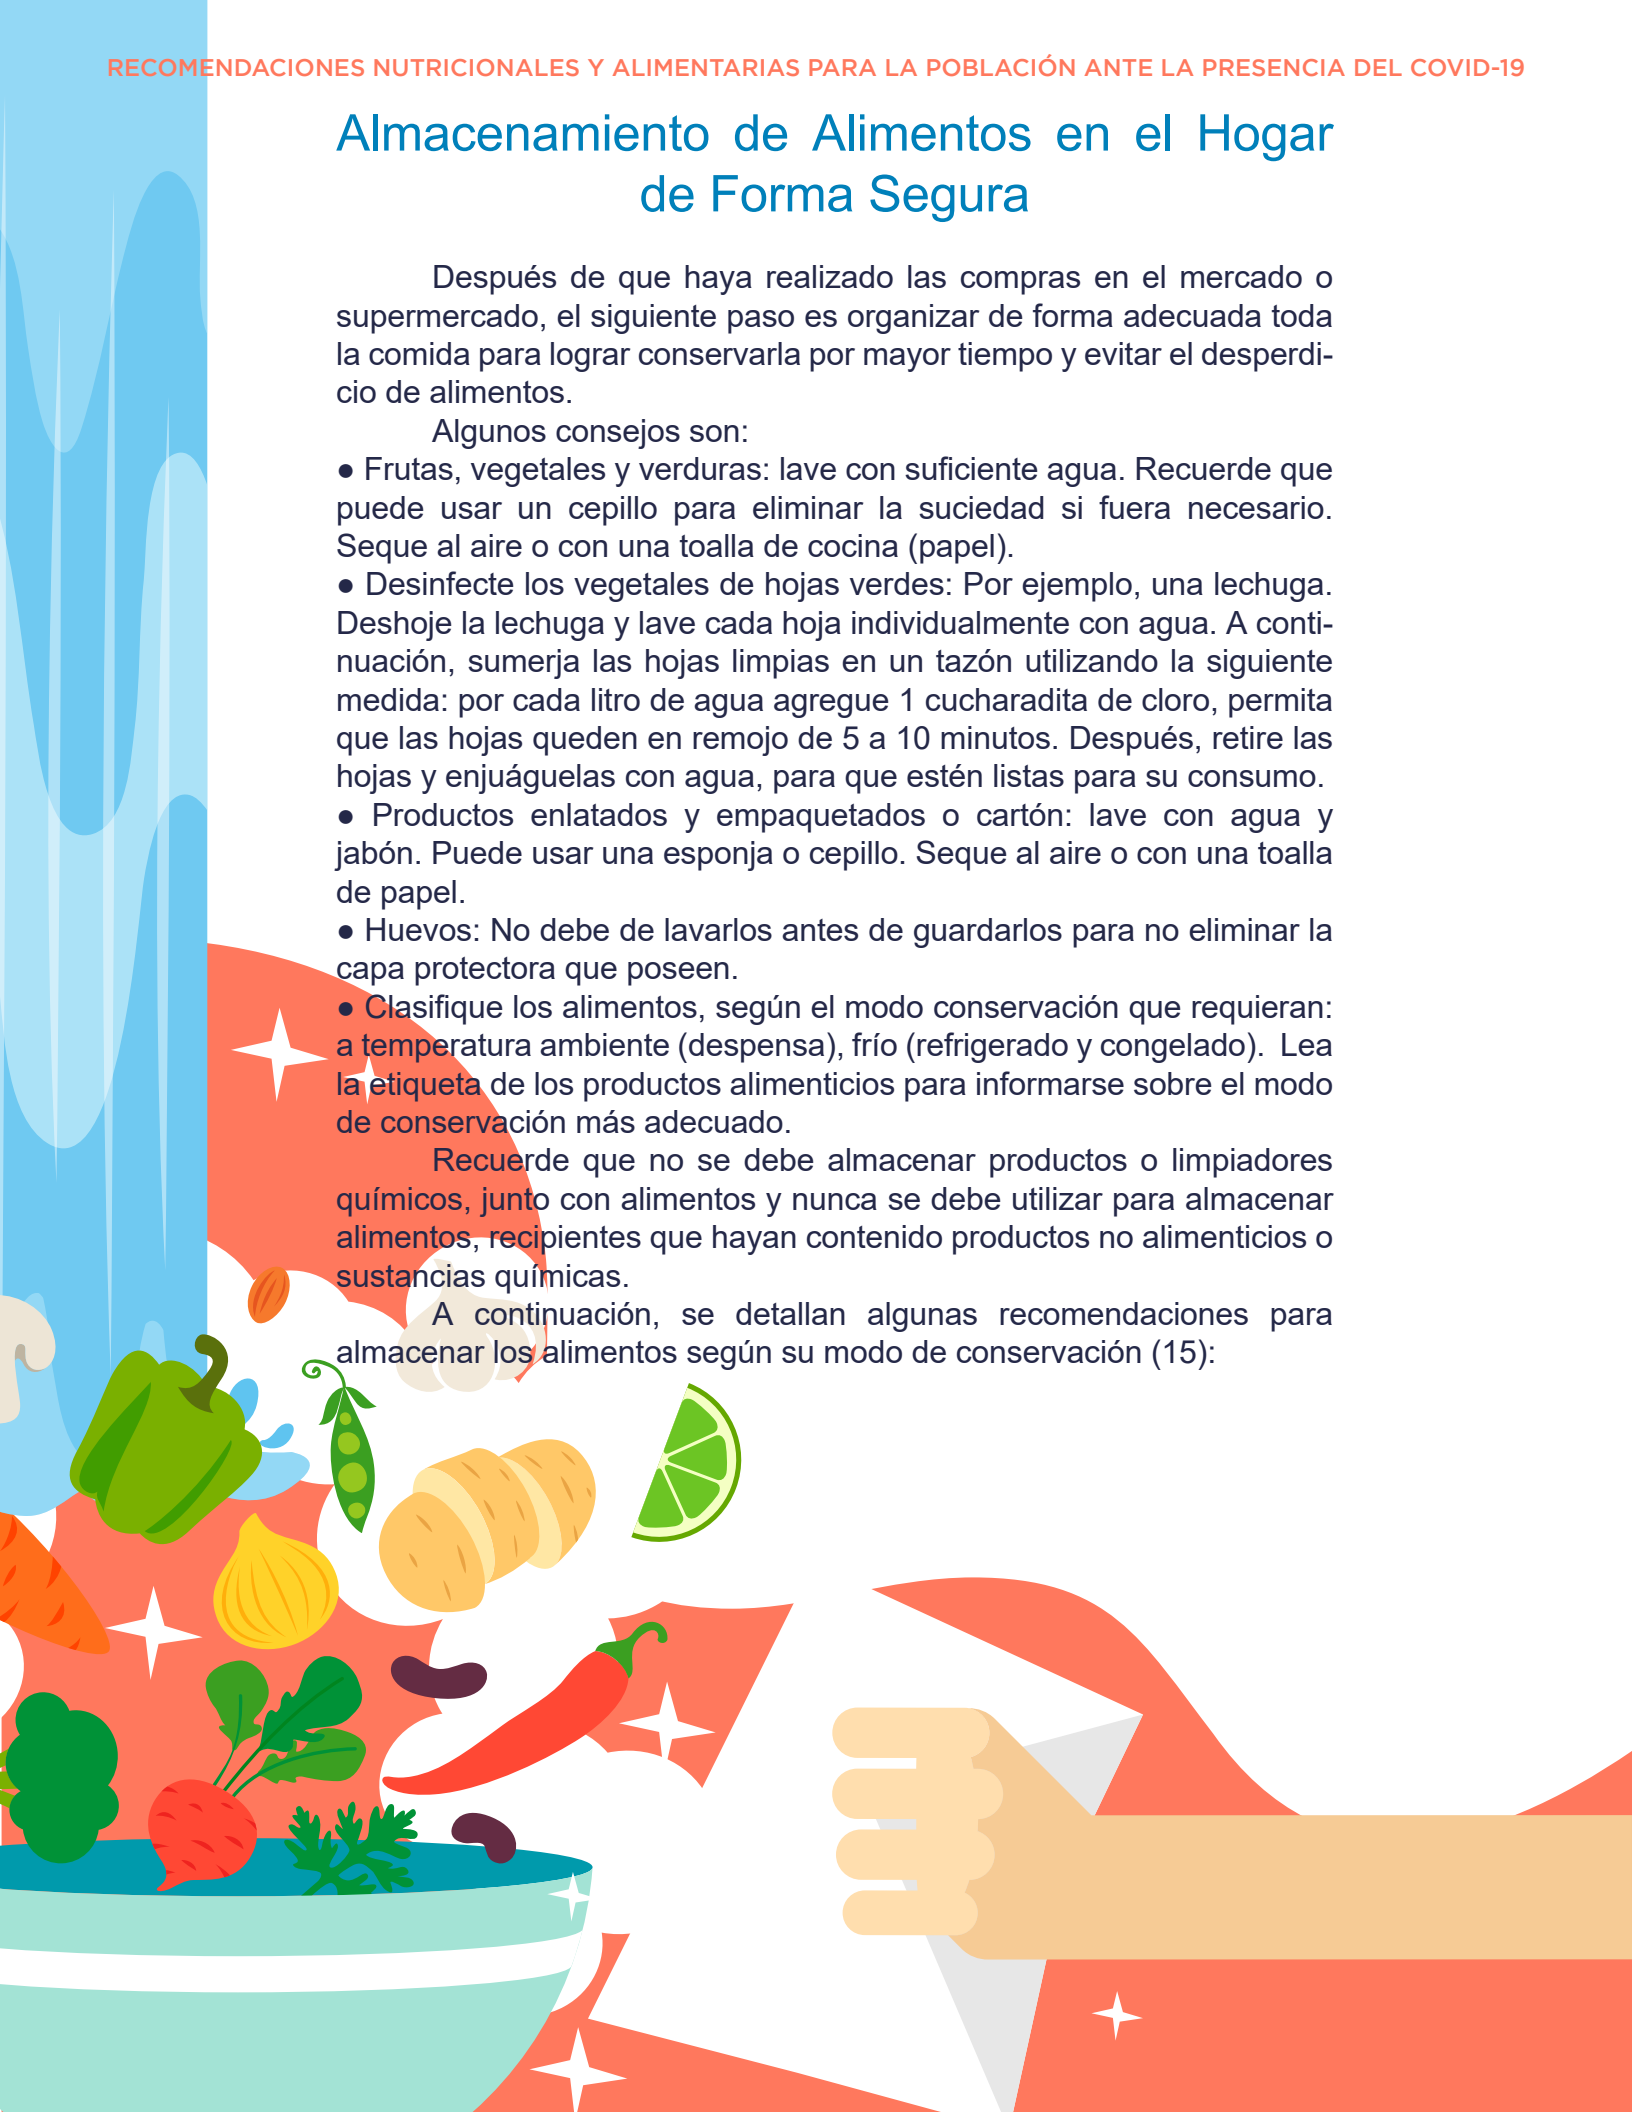 RECOMENDACIONES NUTRICIONALES Y ALIMENTARIAS PARA LA POBLACIÓN ANTE LA PRESENCIA DEL COVID-19
Almacenamiento de Alimentos en el Hogar
de Forma Segura
Después de que haya realizado las compras en el mercado o
supermercado, el siguiente paso es organizar de forma adecuada toda
la comida para lograr conservarla por mayor tiempo y evitar el desperdi-
cio de alimentos.
Algunos consejos son:
● Frutas, vegetales y verduras: lave con suficiente agua. Recuerde que
puede usar un cepillo para eliminar la suciedad si fuera necesario.
Seque al aire o con una toalla de cocina (papel).
● Desinfecte los vegetales de hojas verdes: Por ejemplo, una lechuga.
Deshoje la lechuga y lave cada hoja individualmente con agua. A conti-
nuación, sumerja las hojas limpias en un tazón utilizando la siguiente
medida: por cada litro de agua agregue 1 cucharadita de cloro, permita
que las hojas queden en remojo de 5 a 10 minutos. Después, retire las
hojas y enjuáguelas con agua, para que estén listas para su consumo.
● Productos enlatados y empaquetados o cartón: lave con agua y
jabón. Puede usar una esponja o cepillo. Seque al aire o con una toalla
de papel.
● Huevos: No debe de lavarlos antes de guardarlos para no eliminar la
capa protectora que poseen.
● Clasifique los alimentos, según el modo conservación que requieran:
a temperatura ambiente (despensa), frío (refrigerado y congelado). Lea
la etiqueta de los productos alimenticios para informarse sobre el modo
de conservación más adecuado.
Recuerde que no se debe almacenar productos o limpiadores
químicos, junto con alimentos y nunca se debe utilizar para almacenar
alimentos, recipientes que hayan contenido productos no alimenticios o
sustancias químicas.
A continuación, se detallan algunas recomendaciones para
almacenar los alimentos según su modo de conservación (15):